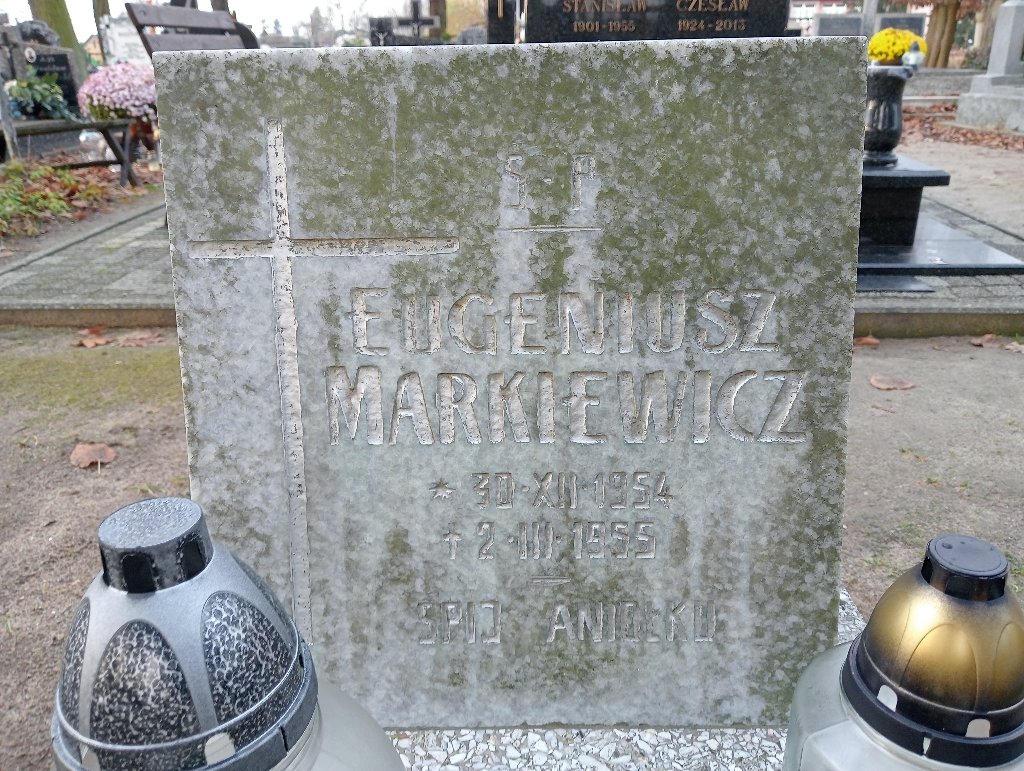 STANISŁAW CZESŁAW
1901-1955 1924-2013
Ś-P
EUGENIUSZ
MARKIEWICZ
* 30·XII·1954
† 2·III·1955
ŚPIJ ANIOŁKU